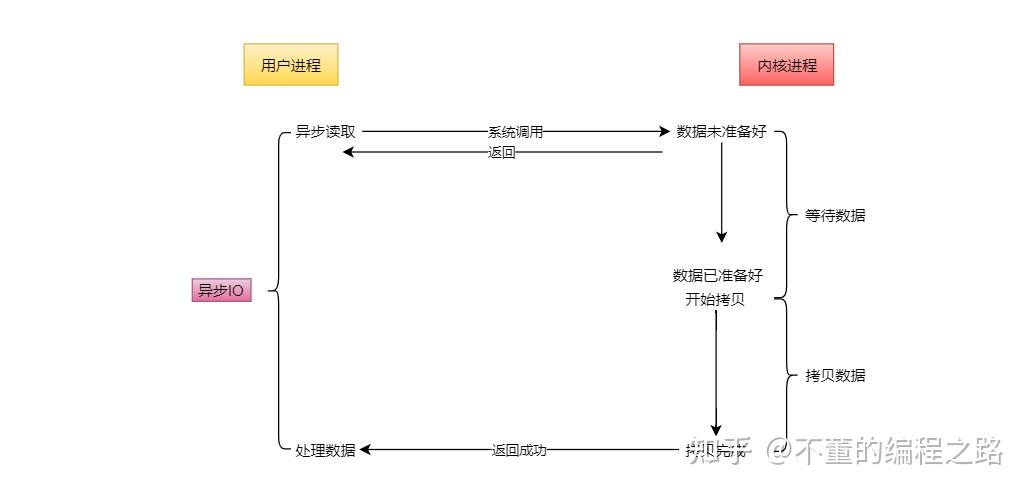 用户进程
内核进程
异步读取
系统调用
数据未准备好
返回
等待数据
数据已准备好
开始拷贝
异步IO
拷贝数据
处理数据
返回成功
拷贝完成
知乎 @不董的编程之路